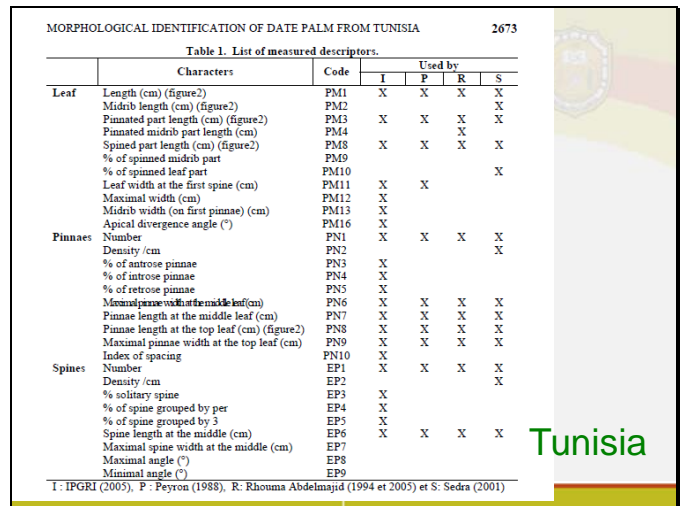 MORPHOLOGICAL IDENTIFICATION OF DATE PALM FROM TUNISIA 2673
Table 1. List of measured descriptors.
Characters Code Used by
I P R S
Leaf Length (cm) (figure2) PM1 X X X X
Midrib length (cm) (figure2) PM2 X
Pinnated part length (cm) (figure2) PM3 X X X X
Pinnated midrib part length (cm) PM4 X
Spined part length (cm) (figure2) PM8 X X X X
% of spinned midrib part PM9
% of spinned leaf part PM10 X
Leaf width at the first spine (cm) PM11 X X
Maximal width (cm) PM12 X
Midrib width (on first pinnae) (cm) PM13 X
Apical divergence angle (°) PM16 X
Pinnaes Number PN1 X X X X
Density /cm PN2 X
% of antrose pinnae PN3 X
% of introse pinnae PN4 X
% of retrose pinnae PN5 X
Maximal pinnae width at the middle leaf (cm) PN6 X X X X
Pinnae length at the middle leaf (cm) PN7 X X X X
Pinnae length at the top leaf (cm) (figure2) PN8 X X X X
Maximal pinnae width at the top leaf (cm) PN9 X X X X
Index of spacing PN10 X
Spines Number EP1 X X X X
Density /cm EP2 X
% solitary spine EP3 X
% of spine grouped by per EP4 X
% of spine grouped by 3 EP5 X
Spine length at the middle (cm) EP6 X X X X
Maximal spine width at the middle (cm) EP7
Maximal angle (°) EP8
Minimal angle (°) EP9
I : IPGRI (2005), P : Peyron (1988), R: Rhouma Abdelmajid (1994 et 2005) et S: Sedra (2001)
Tunisia